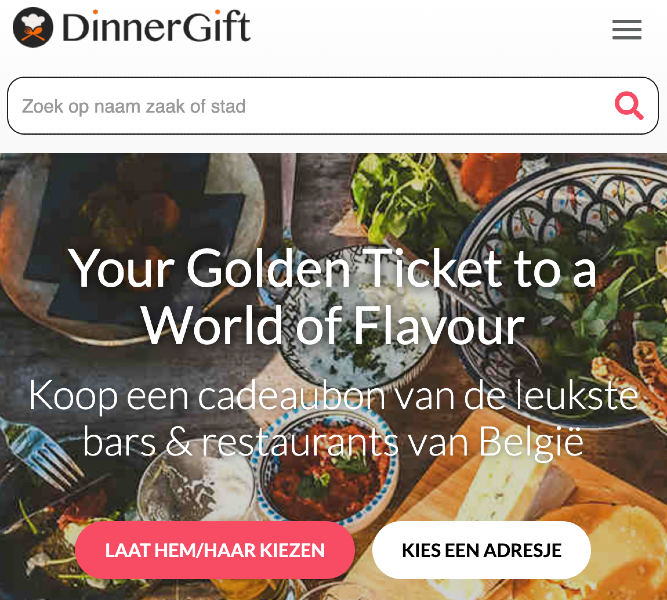 DinnerGift
Zoek op naam zaak of stad
Your Golden Ticket to a
World of Flavour
Koop een cadeaubon van de leukste
bars & restaurants van België
LAAT HEM/HAAR KIEZEN
KIES EEN ADRESJE